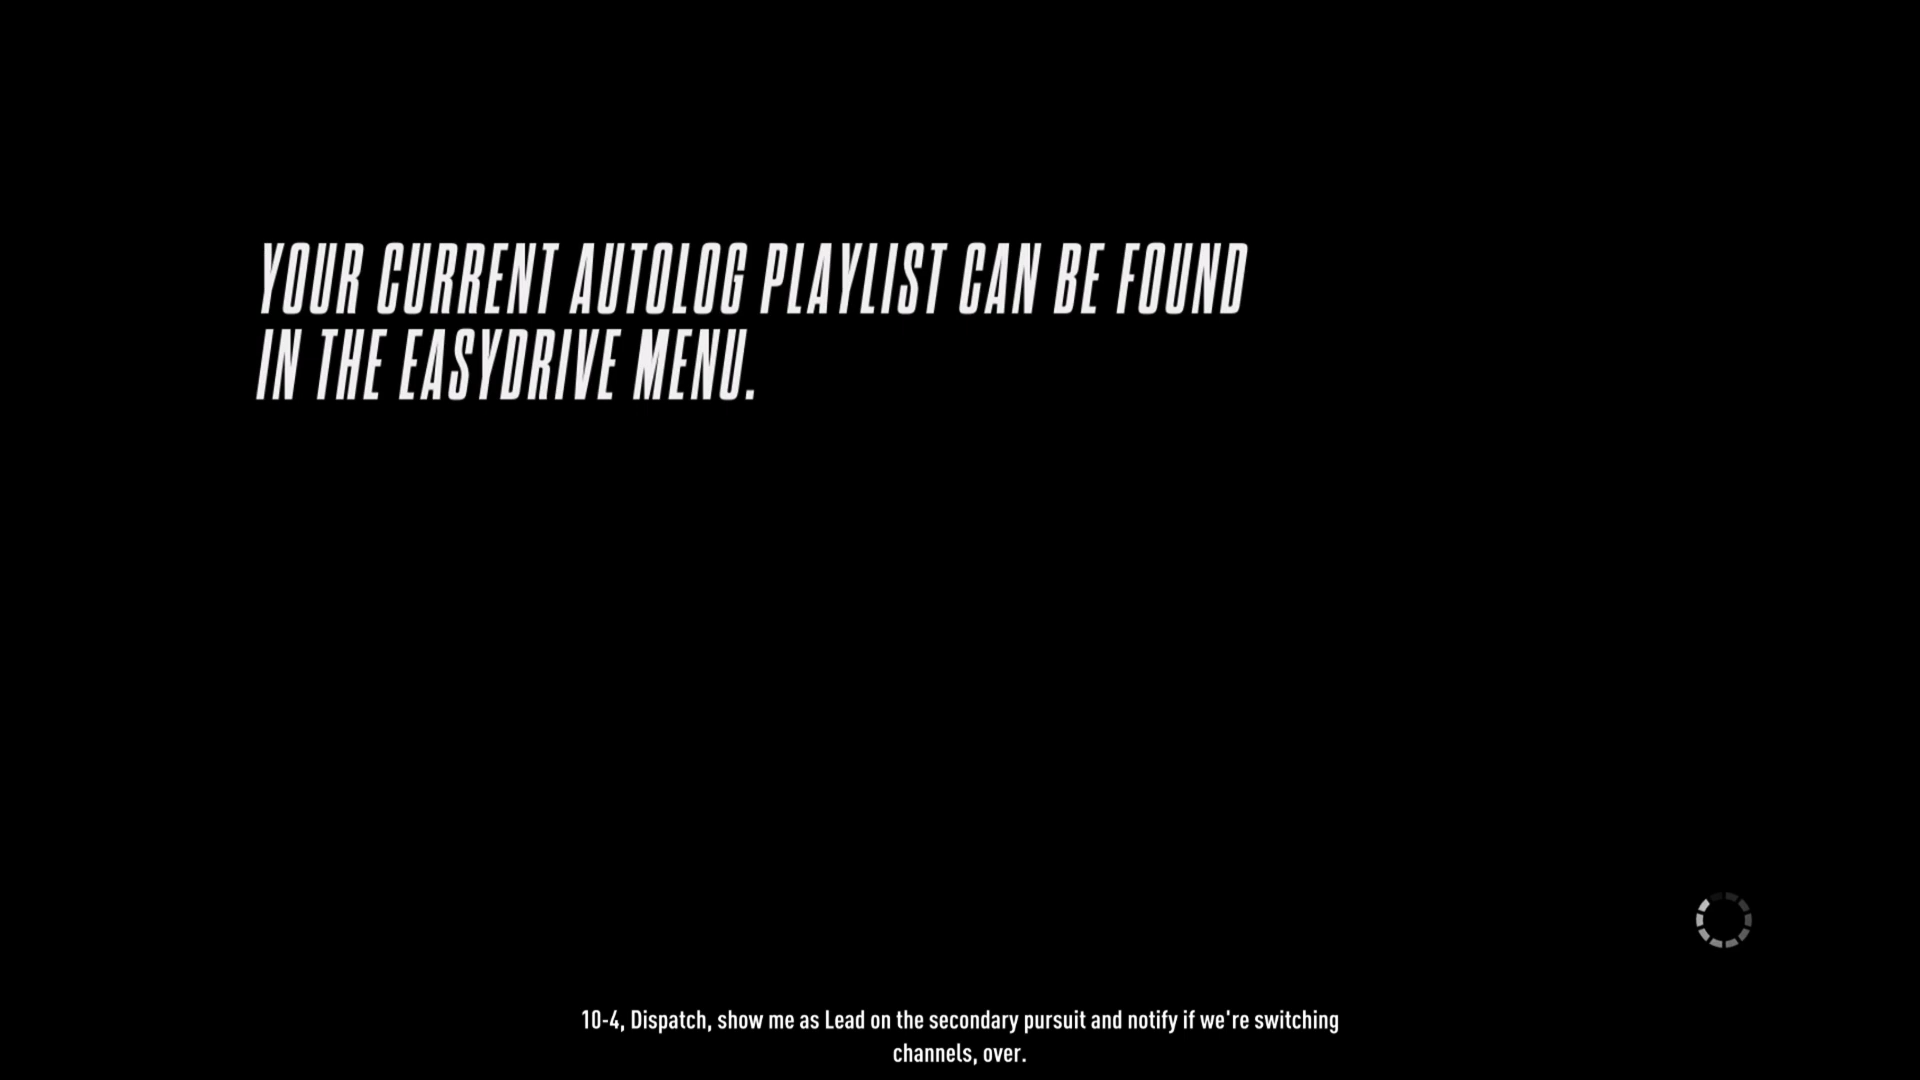 YOUR CURRENT AUTOLOG PLAYLIST CAN BE FOUND
IN THE EASYDRIVE MENU.
10-4, Dispatch, show me as Lead on the secondary pursuit and notify if we're switching
channels, over.